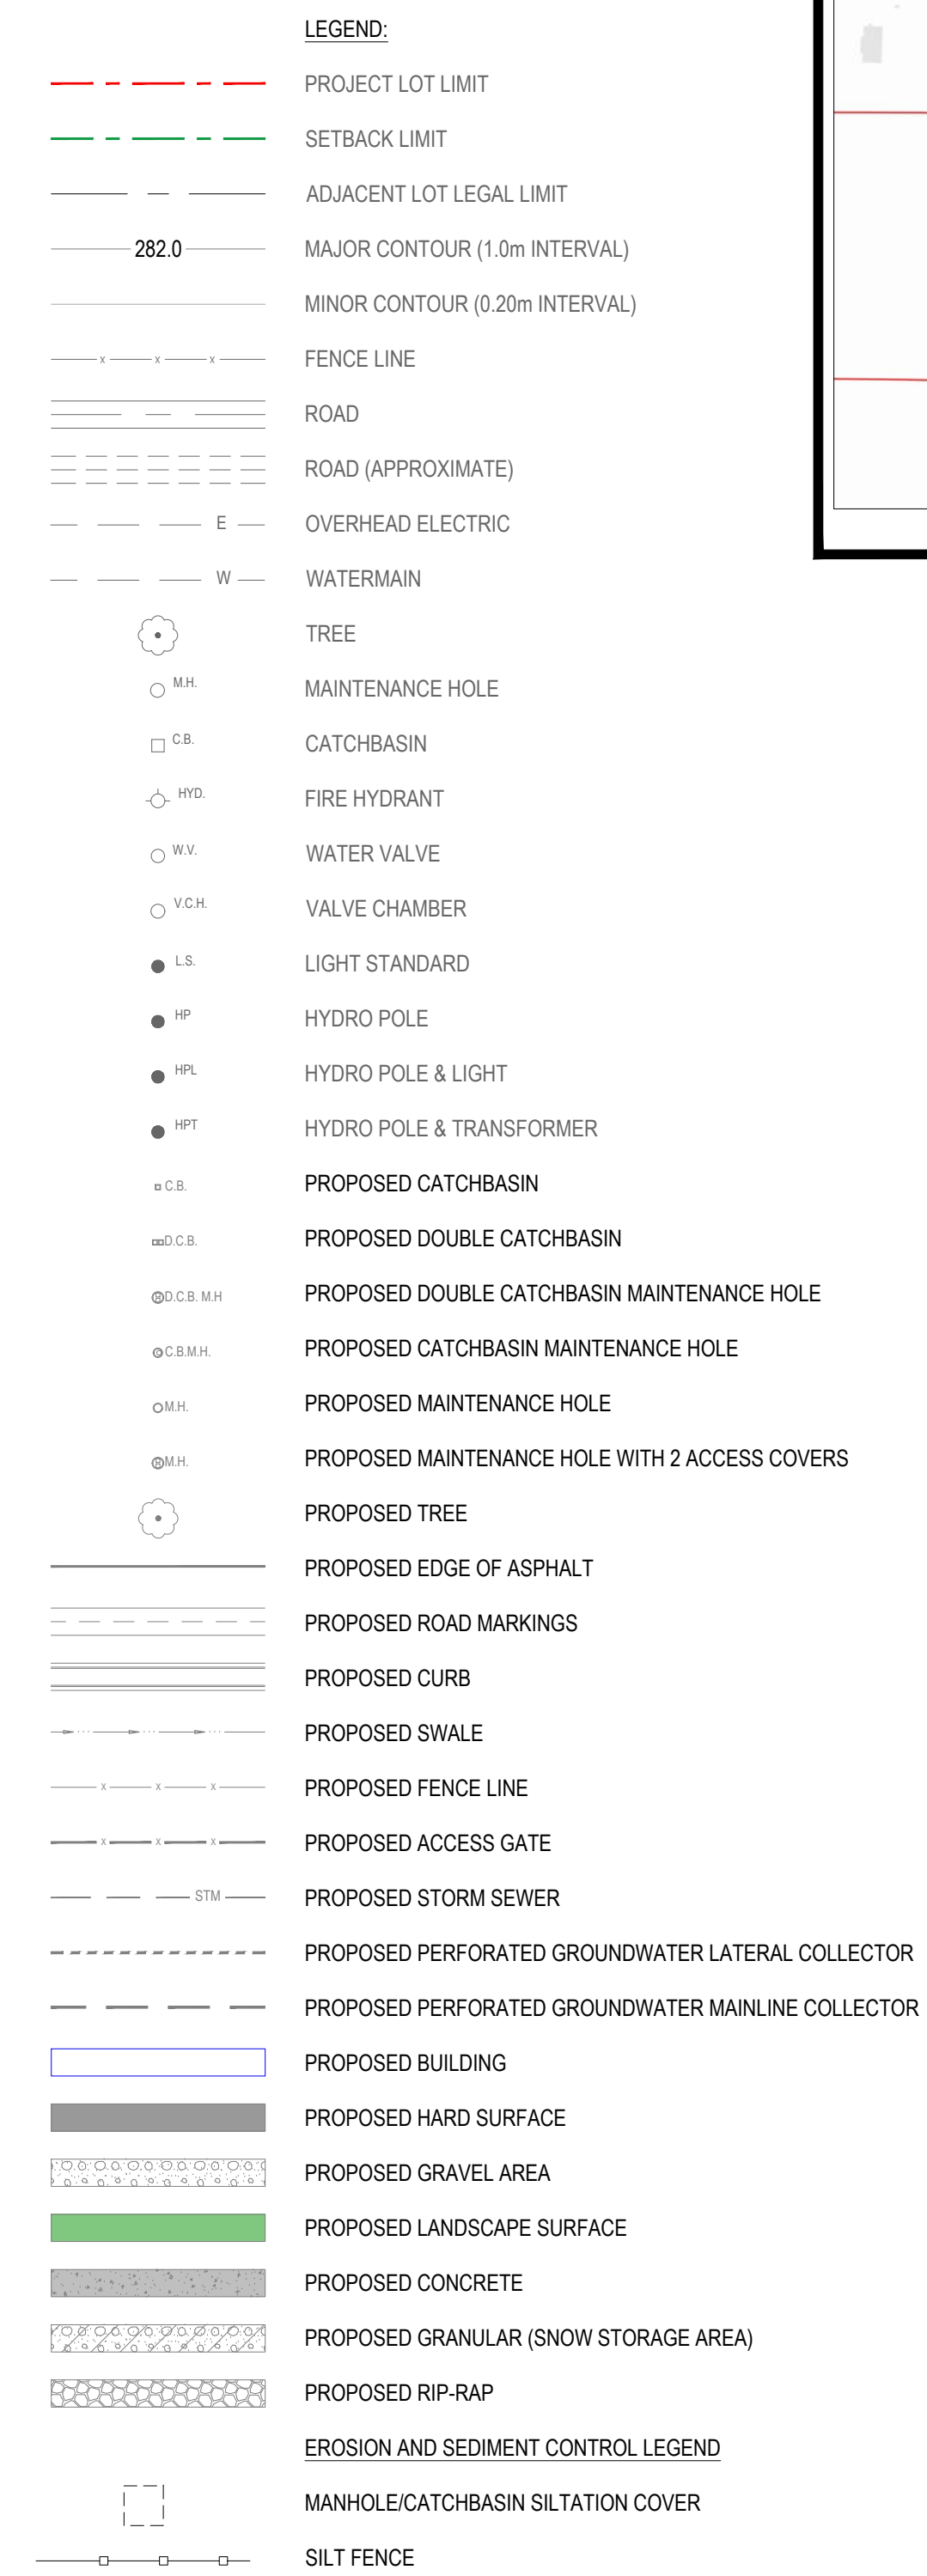 LEGEND:
PROJECT LOT LIMIT
SETBACK LIMIT
ADJACENT LOT LEGAL LIMIT
282.0 MAJOR CONTOUR (1.0m INTERVAL)
MINOR CONTOUR (0.20m INTERVAL)
x x x FENCE LINE
ROAD
ROAD (APPROXIMATE)
E OVERHEAD ELECTRIC
W WATERMAIN
TREE
M.H. MAINTENANCE HOLE
C.B. CATCHBASIN
HYD. FIRE HYDRANT
W.V. WATER VALVE
V.C.H. VALVE CHAMBER
L.S. LIGHT STANDARD
HP HYDRO POLE
HPL HYDRO POLE & LIGHT
HPT HYDRO POLE & TRANSFORMER
C.B. PROPOSED CATCHBASIN
D.C.B. PROPOSED DOUBLE CATCHBASIN
D.C.B. M.H PROPOSED DOUBLE CATCHBASIN MAINTENANCE HOLE
C.B.M.H. PROPOSED CATCHBASIN MAINTENANCE HOLE
M.H. PROPOSED MAINTENANCE HOLE
M.H. PROPOSED MAINTENANCE HOLE WITH 2 ACCESS COVERS
PROPOSED TREE
PROPOSED EDGE OF ASPHALT
PROPOSED ROAD MARKINGS
PROPOSED CURB
PROPOSED SWALE
x x x PROPOSED FENCE LINE
x x x PROPOSED ACCESS GATE
STM PROPOSED STORM SEWER
PROPOSED PERFORATED GROUNDWATER LATERAL COLLECTOR
PROPOSED PERFORATED GROUNDWATER MAINLINE COLLECTOR
PROPOSED BUILDING
PROPOSED HARD SURFACE
PROPOSED GRAVEL AREA
PROPOSED LANDSCAPE SURFACE
PROPOSED CONCRETE
PROPOSED GRANULAR (SNOW STORAGE AREA)
PROPOSED RIP-RAP
EROSION AND SEDIMENT CONTROL LEGEND
MANHOLE/CATCHBASIN SILTATION COVER
SILT FENCE